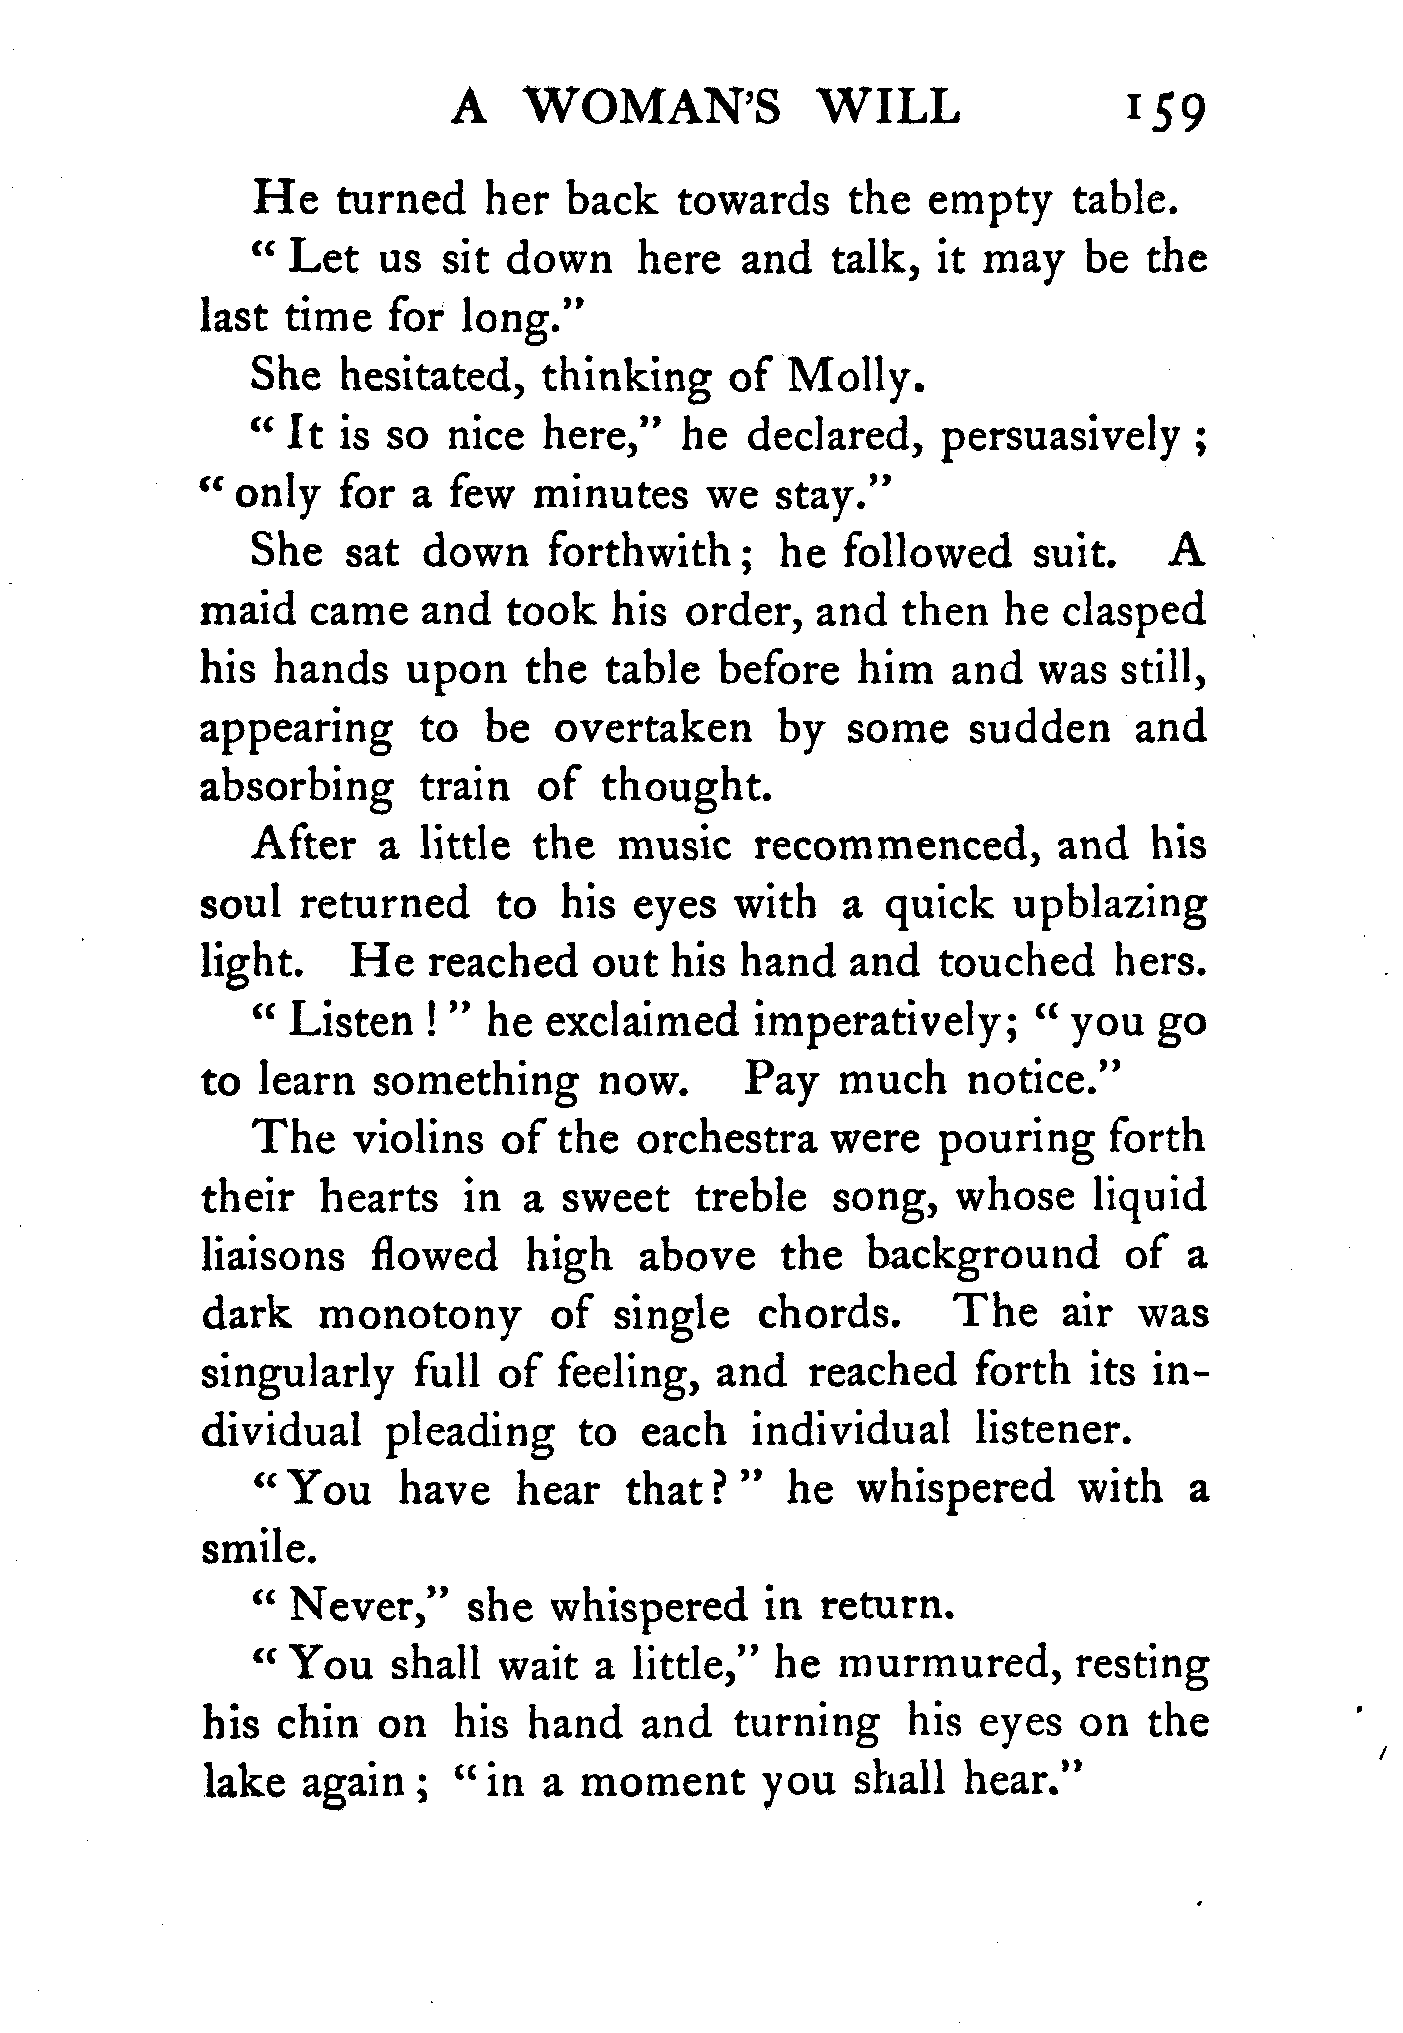 A WOMAN'S WILL 159
He turned her back towards the empty table.
“ Let us sit down here and talk, it may be the
last time for long.”
She hesitated, thinking of Molly.
“ It is so nice here,” he declared, persuasively ;
“ only for a few minutes we stay.”
She sat down forthwith ; he followed suit. A
maid came and took his order, and then he clasped
his hands upon the table before him and was still,
appearing to be overtaken by some sudden and
absorbing train of thought.
After a little the music recommenced, and his
soul returned to his eyes with a quick upblazing
light. He reached out his hand and touched hers.
“ Listen ! ” he exclaimed imperatively; “ you go
to learn something now. Pay much notice.”
The violins of the orchestra were pouring forth
their hearts in a sweet treble song, whose liquid
liaisons flowed high above the background of a
dark monotony of single chords. The air was
singularly full of feeling, and reached forth its in-
dividual pleading to each individual listener.
“ You have hear that ? ” he whispered with a
smile.
“ Never,” she whispered in return.
“ You shall wait a little,” he murmured, resting
his chin on his hand and turning his eyes on the
lake again ; “ in a moment you shall hear.”